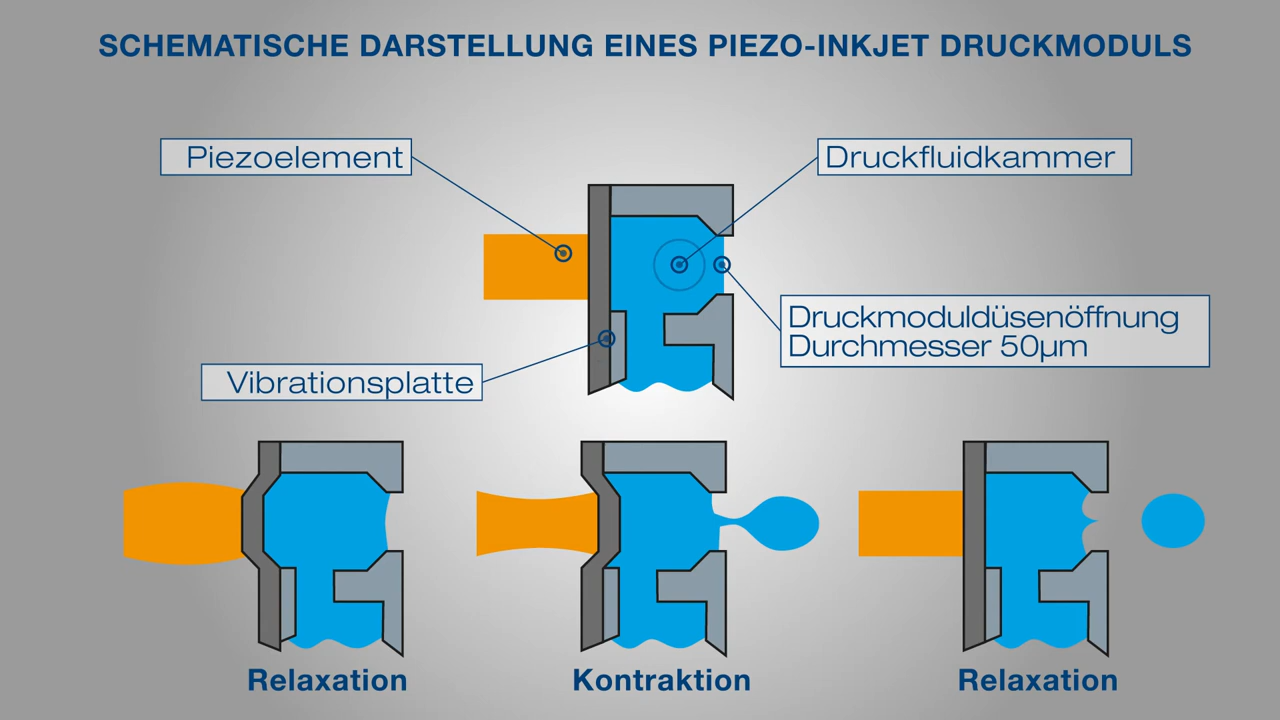 SCHEMATISCHE DARSTELLUNG EINES PIEZO-INKJET DRUCKMODULS
Piezoelement
Druckfluidkammer
Druckmoduldüsenöffnung
Durchmesser 50µm
Vibrationsplatte
Relaxation
Kontraktion
Relaxation